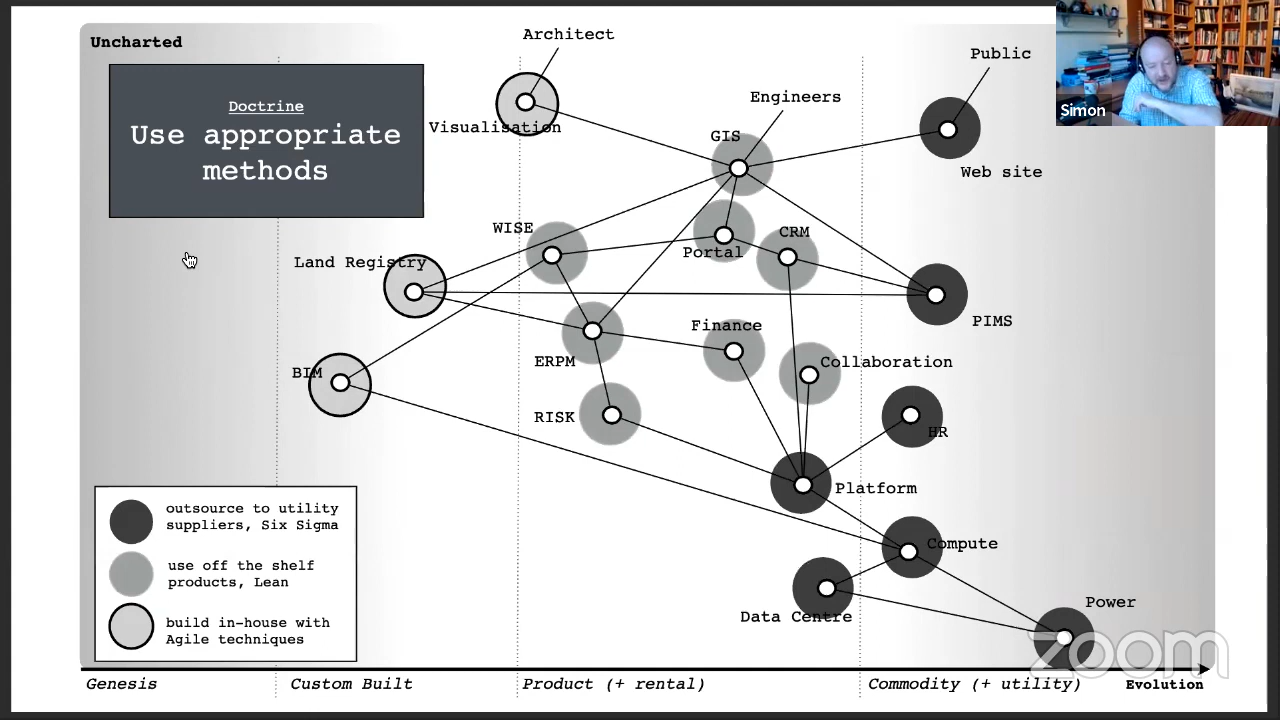 Uncharted
Doctrine
Use appropriate
methods
Architect
Public
Engineers
Simon
Visualisation
GIS
Web site
WISE
CRM
Portal
Land Registry
PIMS
Finance
ERPM
Collaboration
BIM
RISK
HR
Platform
outsource to utility
suppliers, Six Sigma
use off the shelf
products, Lean
build in-house with
Agile techniques
Compute
Data Centre
Power
zoom
Genesis
Custom Built
Product (+ rental)
Commodity (+ utility)
Evolution